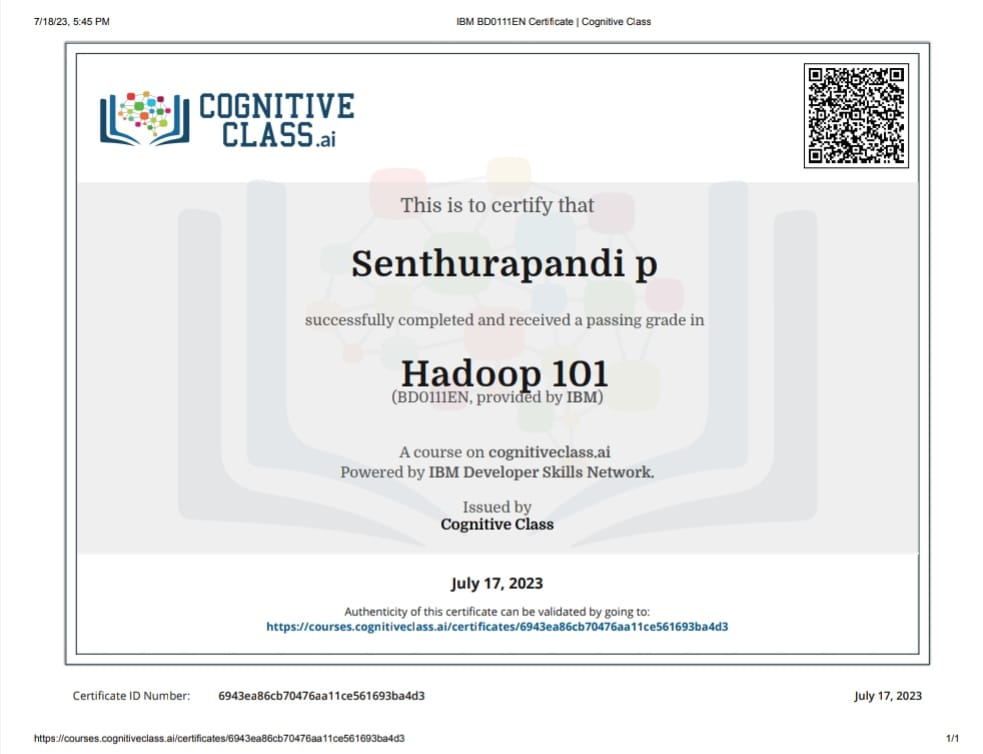 7/18/23, 5:45 PM
IBM BD0111EN Certificate | Cognitive Class
COGNITIVE
CLASS.ai
This is to certify that
Senthurapandi p
successfully completed and received a passing grade in
Hadoop 101
(BD0111EN, provided by IBM)
A course on cognitiveclass.ai
Powered by IBM Developer Skills Network.
Issued by
Cognitive Class
July 17, 2023
Authenticity of this certificate can be validated by going to:
https://courses.cognitiveclass.ai/certificates/6943ea86cb70476aa11ce561693ba4d3
Certificate ID Number: 6943ea86cb70476aa11ce561693ba4d3
July 17, 2023
https://courses.cognitiveclass.ai/certificates/6943ea86cb70476aa11ce561693ba4d3
1/1